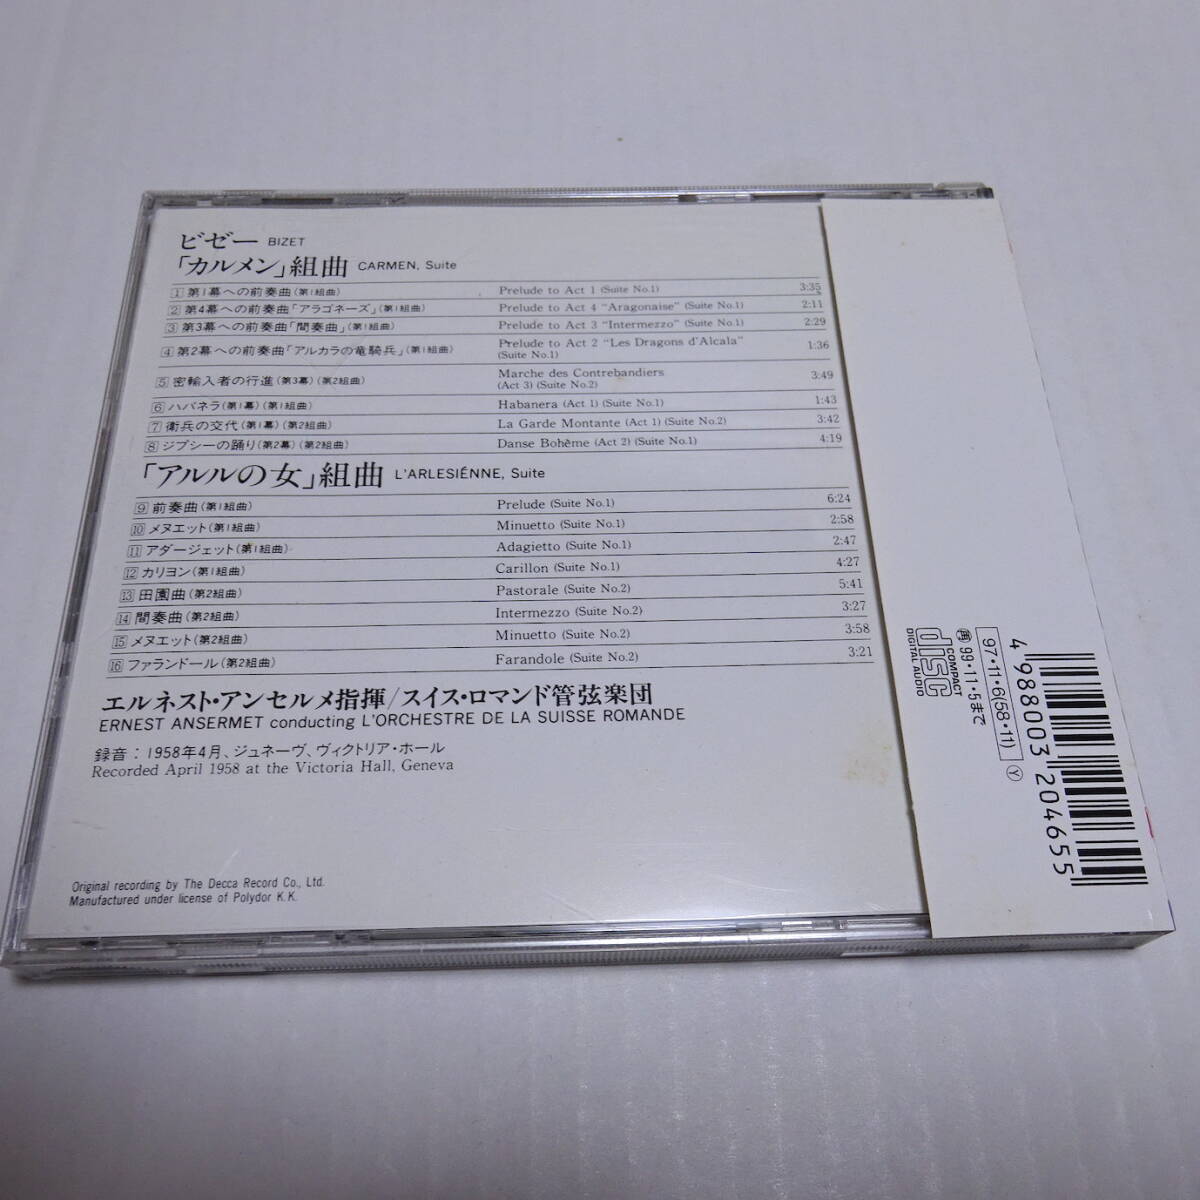 ビゼー BIZET
「カルメン」組曲 CARMEN, Suite
1 第1幕への前奏曲(第1組曲) Prelude to Act 1 (Suite No.1) 3:35
2 第4幕への前奏曲「アラゴネーズ」(第1組曲) Prelude to Act 4 “Aragonaise” (Suite No.1) 2:11
3 第3幕への前奏曲「間奏曲」(第1組曲) Prelude to Act 3 “Intermezzo” (Suite No.1) 2:29
4 第2幕への前奏曲「アルカラの竜騎兵」(第1組曲) Prelude to Act 2 “Les Dragons d'Alcala” 1:36
(Suite No.1)
5 密輸入者の行進(第3幕)(第2組曲) Marche des Contrebandiers 3:49
(Act 3) (Suite No.2)
6 ハバネラ(第1幕)(第1組曲) Habanera (Act 1) (Suite No.1) 1:43
7 衛兵の交代(第1幕)(第2組曲) La Garde Montante (Act 1) (Suite No.2) 3:42
8 ジプシーの踊り(第2幕)(第2組曲) Danse Bohême (Act 2) (Suite No.1) 4:19
「アルルの女」組曲 L'ARLESIÉNNE, Suite
9 前奏曲(第1組曲) Prelude (Suite No.1) 6:24
10 メヌエット(第1組曲) Minuetto (Suite No.1) 2:58
11 アダージェット(第1組曲) Adagietto (Suite No.1) 2:47
12 カリヨン(第1組曲) Carillon (Suite No.1) 4:27
13 田園曲(第2組曲) Pastorale (Suite No.2) 5:41
14 間奏曲(第2組曲) Intermezzo (Suite No.2) 3:27
15 メヌエット(第2組曲) Minuetto (Suite No.2) 3:58
16 ファランドール(第2組曲) Farandole (Suite No.2) 3:21
エルネスト・アンセルメ指揮/スイス・ロマンド管弦楽団
ERNEST ANSERMET conducting L'ORCHESTRE DE LA SUISSE ROMANDE
録音：1958年4月、ジュネーヴ、ヴィクトリア・ホール
Recorded April 1958 at the Victoria Hall, Geneva
Original recording by The Decca Record Co., Ltd.
Manufactured under license of Polydor K.K.
4 988003 204655
97・11・6(58・11) Y
再 99・11・5まで
COMPACT
disc
DIGITAL AUDIO